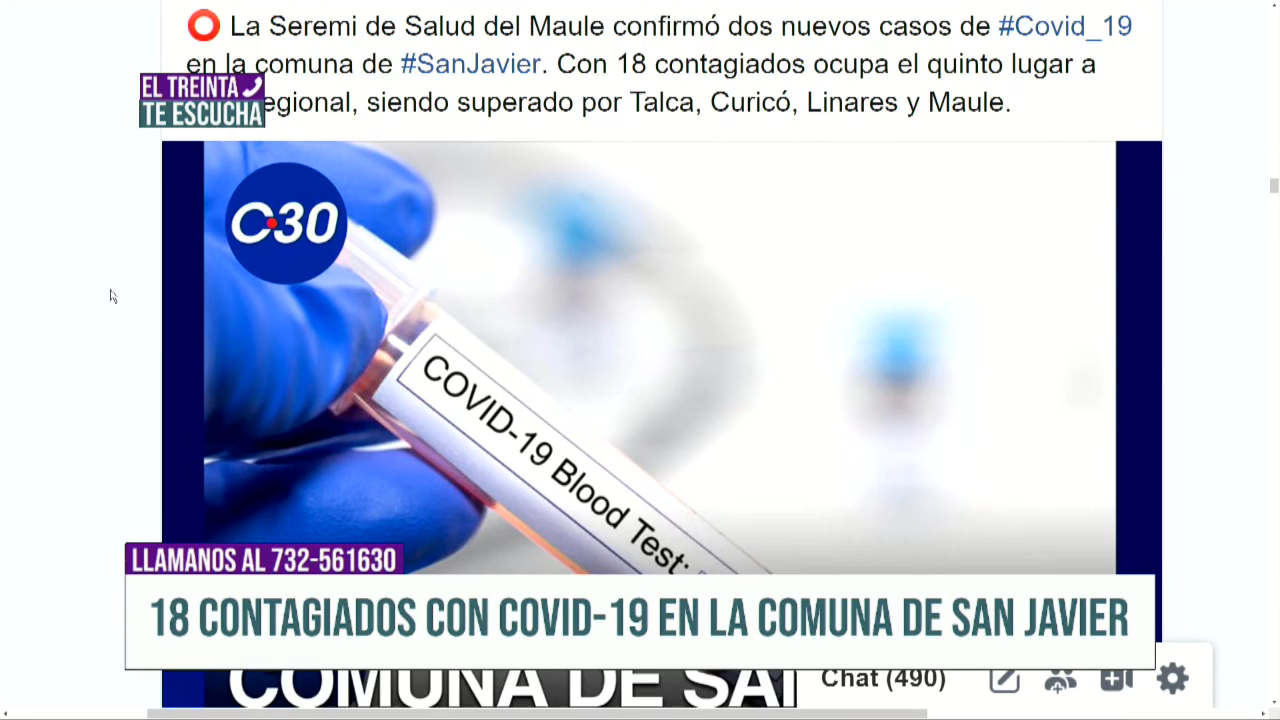 La Seremi de Salud del Maule confirmó dos nuevos casos de #Covid_19
en la comuna de #SanJavier. Con 18 contagiados ocupa el quinto lugar a
egional, siendo superado por Talca, Curicó, Linares y Maule.
EL TREINTA
TE ESCUCHA
C30
COVID-19 Blood Test:
LLAMANOS AL 732-561630
18 CONTAGIADOS CON COVID-19 EN LA COMUNA DE SAN JAVIER
COMUNA DE SA
Chat (490)